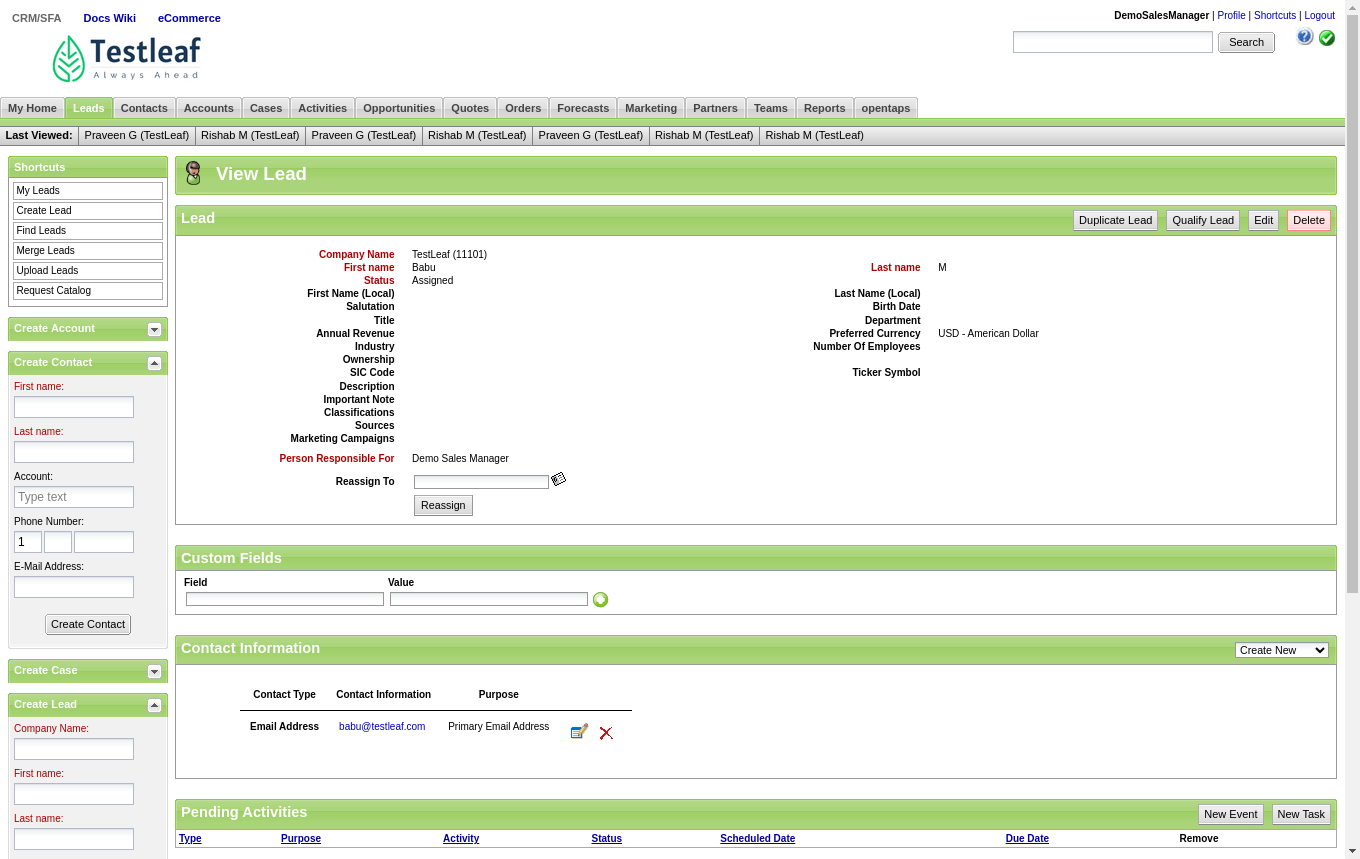 CRM/SFA Docs Wiki eCommerce
DemoSalesManager | Profile | Shortcuts | Logout
Testleaf
Always Ahead
Search
My Home Leads Contacts Accounts Cases Activities Opportunities Quotes Orders Forecasts Marketing Partners Teams Reports opentaps
Last Viewed: Praveen G (TestLeaf) Rishab M (TestLeaf) Praveen G (TestLeaf) Rishab M (TestLeaf) Praveen G (TestLeaf) Rishab M (TestLeaf) Rishab M (TestLeaf)
Shortcuts
My Leads
Create Lead
Find Leads
Merge Leads
Upload Leads
Request Catalog
Create Account
Create Contact
First name:
Last name:
Account:
Type text
Phone Number:
1
E-Mail Address:
Create Contact
Create Case
Create Lead
Company Name:
First name:
Last name:
View Lead
Lead Duplicate Lead Qualify Lead Edit Delete
Company Name TestLeaf (11101)
First name Babu Last name M
Status Assigned
First Name (Local) Last Name (Local)
Salutation Birth Date
Title Department
Annual Revenue Preferred Currency USD - American Dollar
Industry Number Of Employees
Ownership
SIC Code Ticker Symbol
Description
Important Note
Classifications
Sources
Marketing Campaigns
Person Responsible For Demo Sales Manager
Reassign To
Reassign
Custom Fields
Field Value
Contact Information Create New
Contact Type Contact Information Purpose
Email Address babu@testleaf.com Primary Email Address
Pending Activities New Event New Task
Type Purpose Activity Status Scheduled Date Due Date Remove